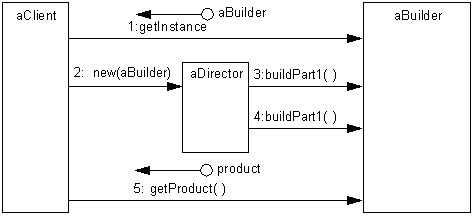 aClient
aBuilder
aBuilder
1:getInstance
2: new(aBuilder)
aDirector
3:buildPart1( )
4:buildPart1( )
product
5: getProduct( )